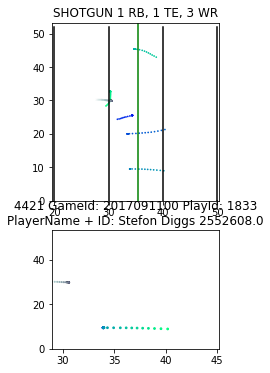 SHOTGUN 1 RB, 1 TE, 3 WR
50
40
30
20
10
0
20 30 40 50
4421 GameId: 2017091100 PlayId: 1833
PlayerName + ID: Stefon Diggs 2552608.0
40
20
0
30 35 40 45